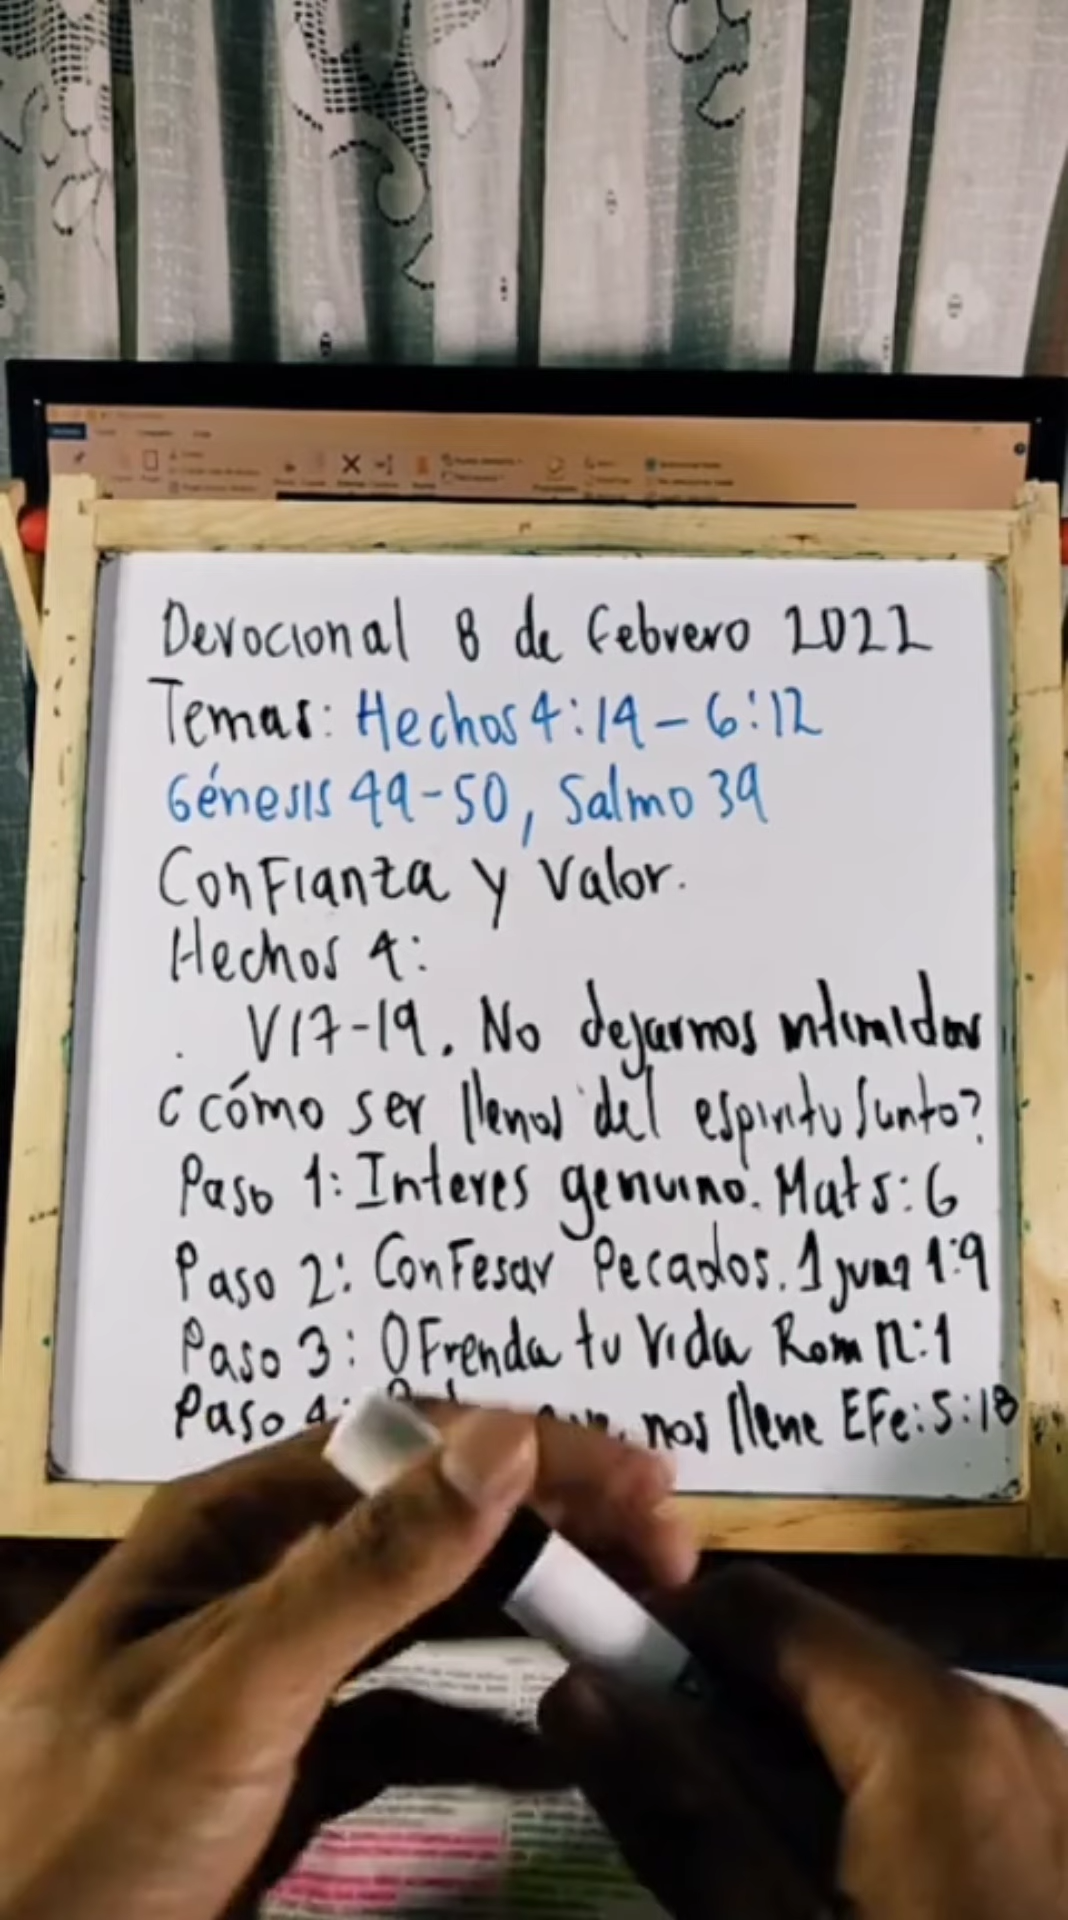 Devocional 8 de Febrero 2022
Temas: Hechos 4:14-6:12
Génesis 49-50, Salmo 39
Confianza y Valor.
Hechos 4:
. V17-19. No dejarnos intimidar
¿cómo ser llenos del espiritu Santo?
Paso 1: Interes genuino. Mat 5:6
Paso 2: Confesar Pecados. 1 juan 1:9
Paso 3: Ofrenda tu Vida Rom 12:1
Paso 4: nos llene EFe: 5:18